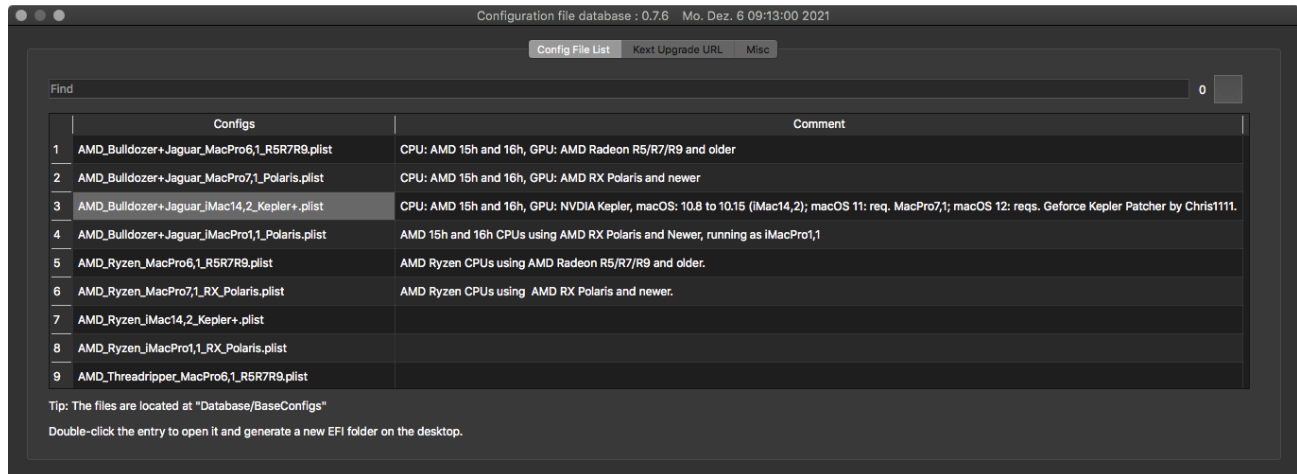 Configuration file database : 0.7.6 Mo. Dez. 6 09:13:00 2021
Config File List Kext Upgrade URL Misc
Find 0
Configs Comment
1 AMD_Bulldozer+Jaguar_MacPro6,1_R5R7R9.plist CPU: AMD 15h and 16h, GPU: AMD Radeon R5/R7/R9 and older
2 AMD_Bulldozer+Jaguar_MacPro7,1_Polaris.plist CPU: AMD 15h and 16h, GPU: AMD RX Polaris and newer
3 AMD_Bulldozer+Jaguar_iMac14,2_Kepler+.plist CPU: AMD 15h and 16h, GPU: NVDIA Kepler, macOS: 10.8 to 10.15 (iMac14,2); macOS 11: req. MacPro7,1; macOS 12: reqs. Geforce Kepler Patcher by Chris1111.
4 AMD_Bulldozer+Jaguar_iMacPro1,1_Polaris.plist AMD 15h and 16h CPUs using AMD RX Polaris and Newer, running as iMacPro1,1
5 AMD_Ryzen_MacPro6,1_R5R7R9.plist AMD Ryzen CPUs using AMD Radeon R5/R7/R9 and older.
6 AMD_Ryzen_MacPro7,1_RX_Polaris.plist AMD Ryzen CPUs using AMD RX Polaris and newer.
7 AMD_Ryzen_iMac14,2_Kepler+.plist
8 AMD_Ryzen_iMacPro1,1_RX_Polaris.plist
9 AMD_Threadripper_MacPro6,1_R5R7R9.plist
Tip: The files are located at "Database/BaseConfigs"
Double-click the entry to open it and generate a new EFI folder on the desktop.